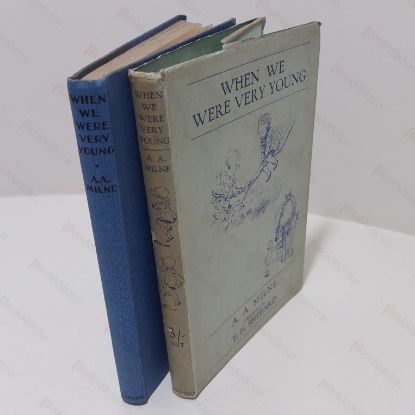 WHEN
WE
WERE
VERY
YOUNG
A.A.
MILNE
WHEN
WE
WERE
VERY
YOUNG
A. A.
MILNE
3/-
NET
WHEN WE
WERE VERY YOUNG
A. A. MILNE
E. H. SHEPARD